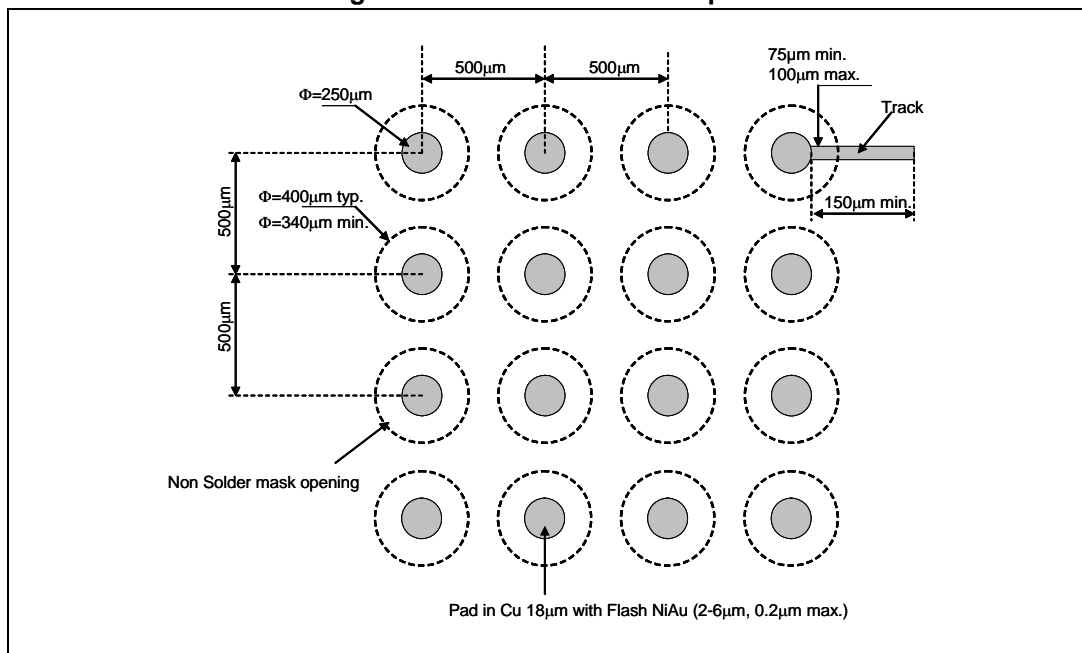 500μm
500μm
75μm min.
100μm max.
Φ=250μm
Track
500μm
Φ=400μm typ.
Φ=340μm min.
150μm min.
500μm
Non Solder mask opening
Pad in Cu 18μm with Flash NiAu (2-6μm, 0.2μm max.)